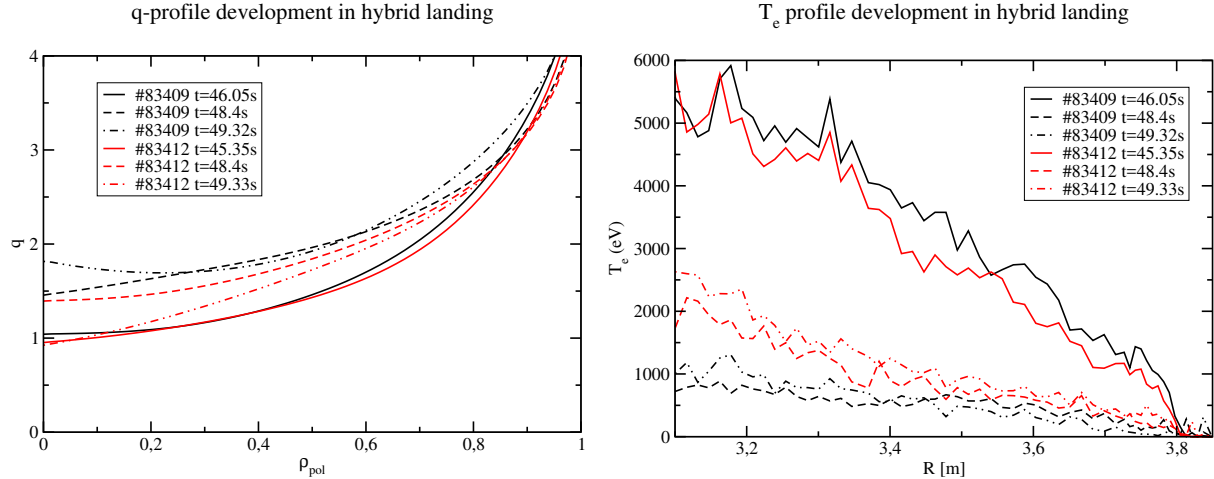 q-profile development in hybrid landing
4
3
2
1
0
q
0
0,2
0,4
0,6
0,8
1
ρpol
#83409 t=46.05s
#83409 t=48.4s
#83409 t=49.32s
#83412 t=45.35s
#83412 t=48.4s
#83412 t=49.33s
Te profile development in hybrid landing
6000
5000
4000
3000
2000
1000
0
Te (eV)
3,2
3,4
3,6
3,8
R [m]
#83409 t=46.05s
#83409 t=48.4s
#83409 t=49.32s
#83412 t=45.35s
#83412 t=48.4s
#83412 t=49.33s